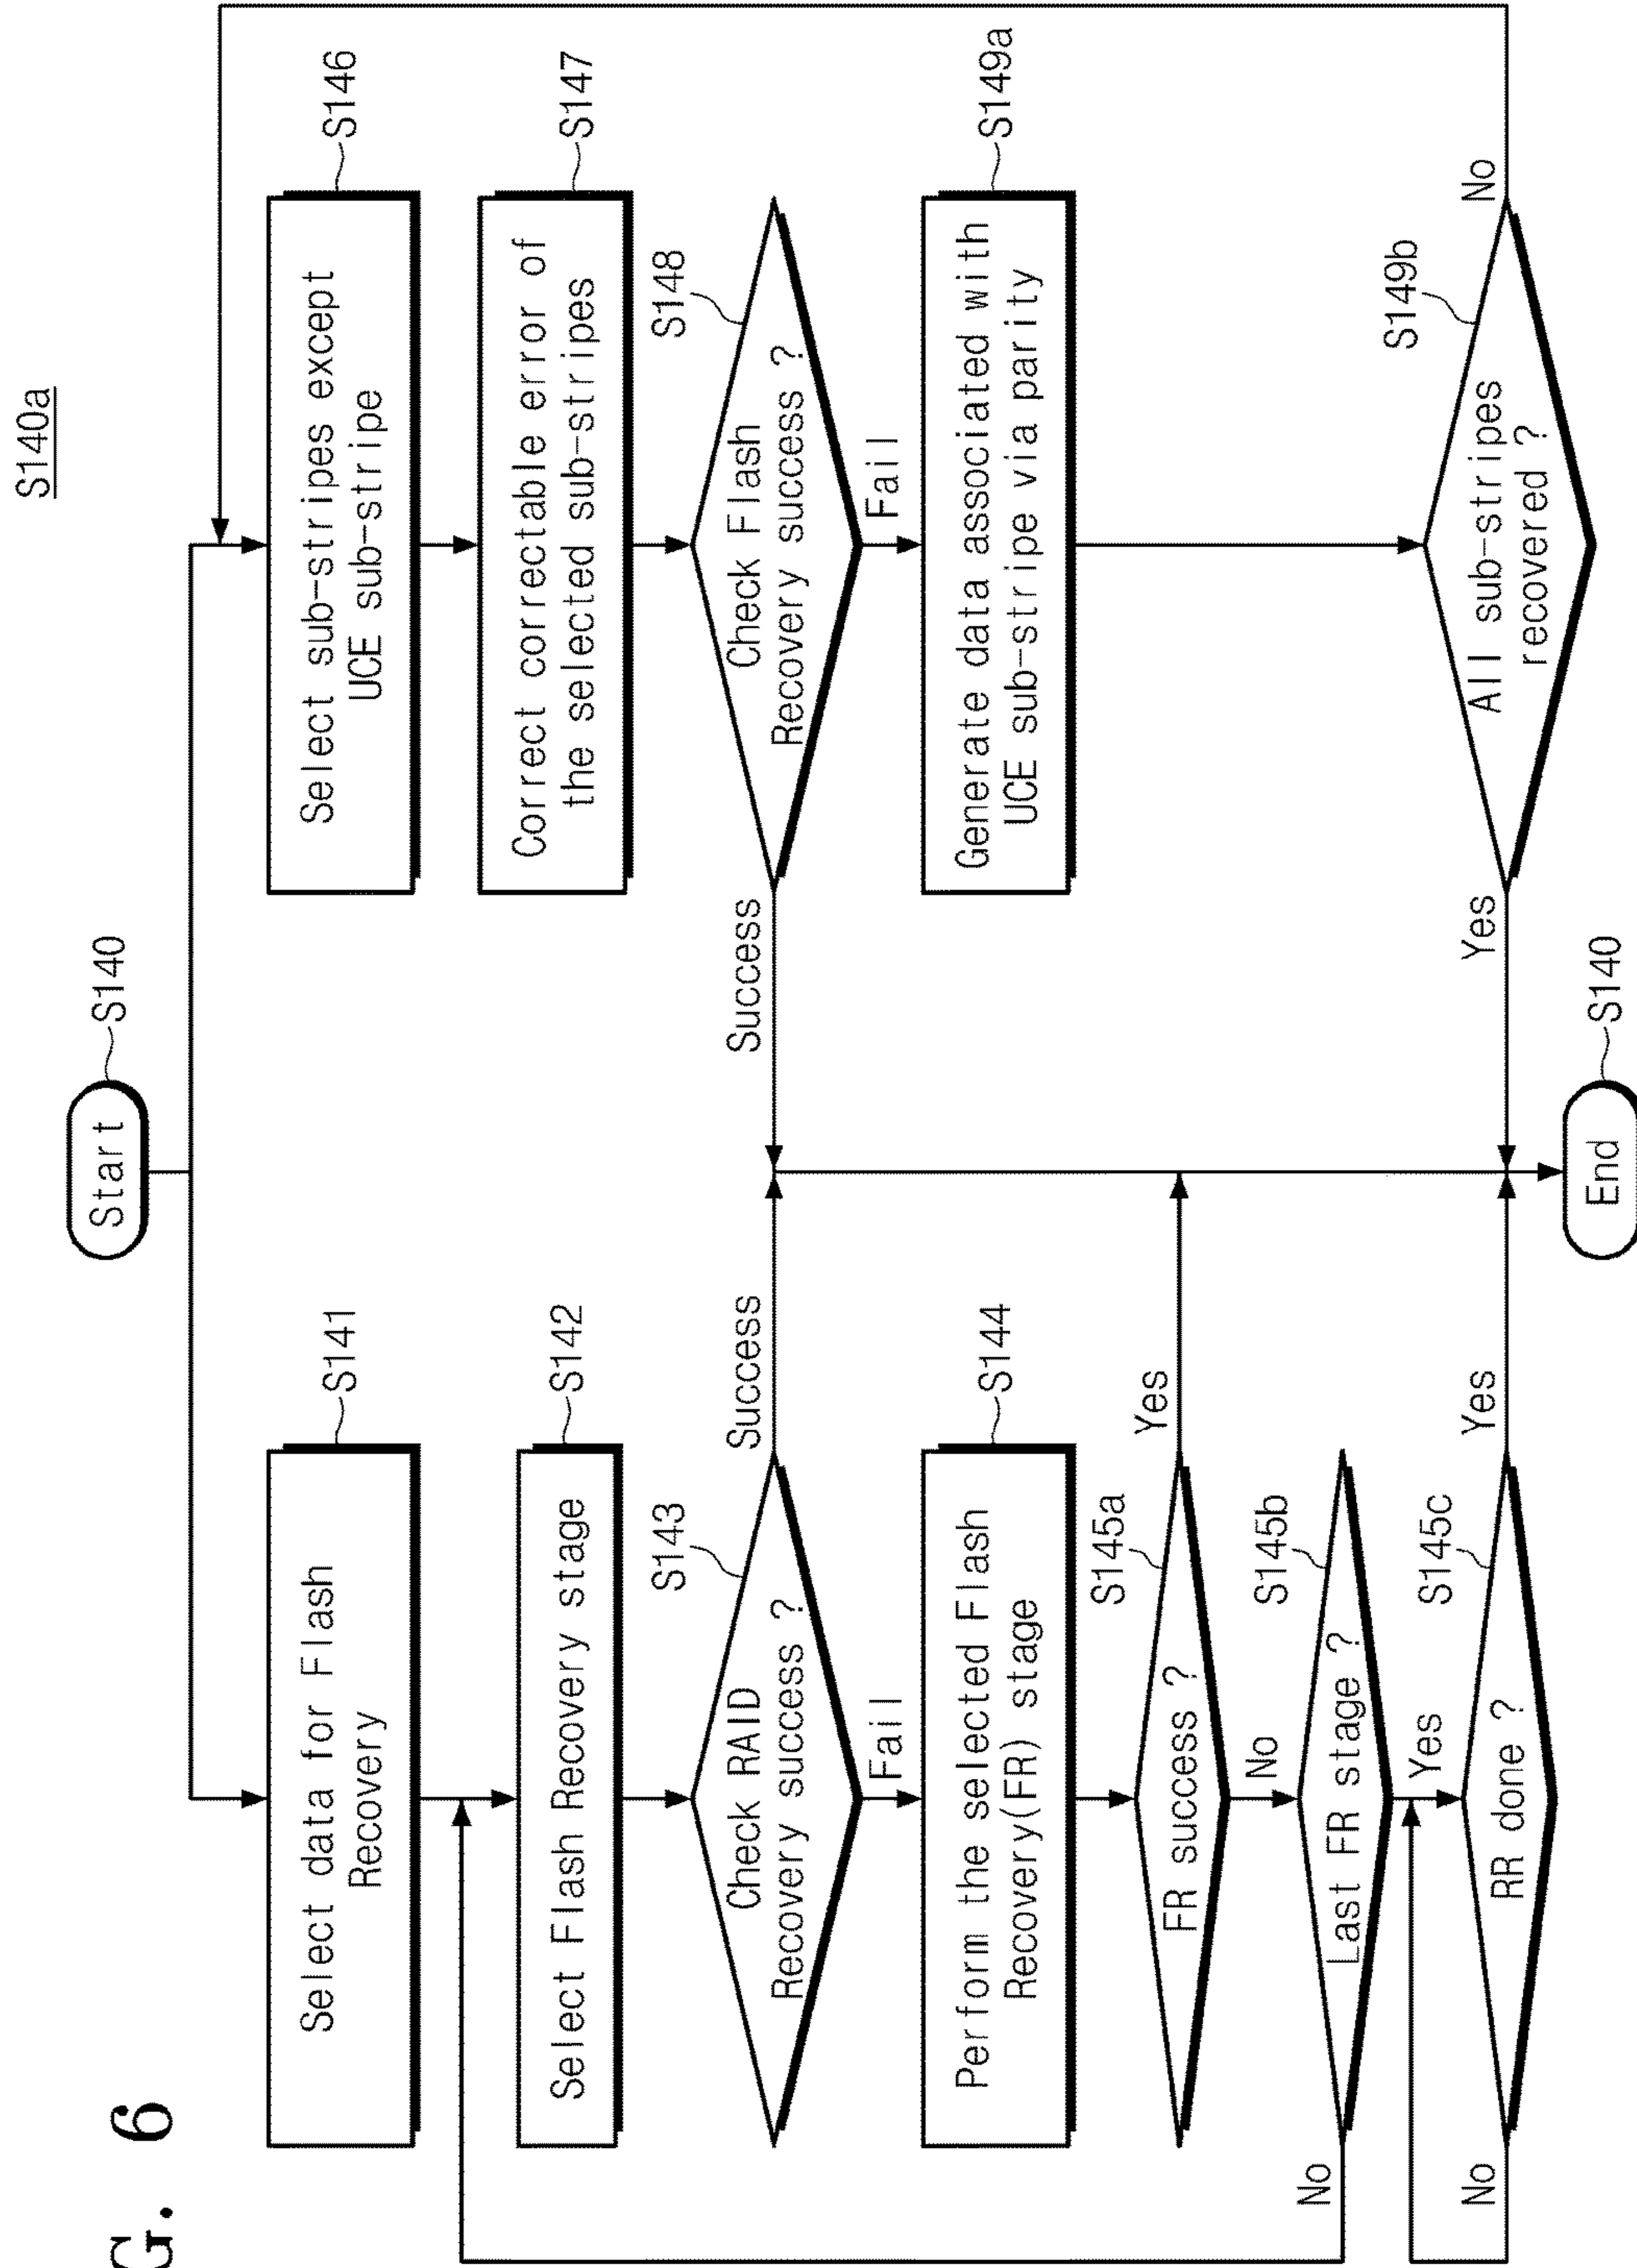 G. 6
S140a
Start
S140
Select data for Flash
Recovery
S141
Select Flash Recovery stage
S142
Check RAID
Recovery success ?
S143
Success
Fail
Perform the selected Flash
Recovery(FR) stage
S144
FR success ?
S145a
Yes
No
Last FR stage ?
S145b
No
Yes
RR done ?
S145c
Yes
No
Select sub-stripes except
UCE sub-stripe
S146
Correct correctable error of
the selected sub-stripes
S147
Check Flash
Recovery success ?
S148
Success
Fail
Generate data associated with
UCE sub-stripe via parity
S149a
All sub-stripes
recovered ?
S149b
Yes
No
End
S140